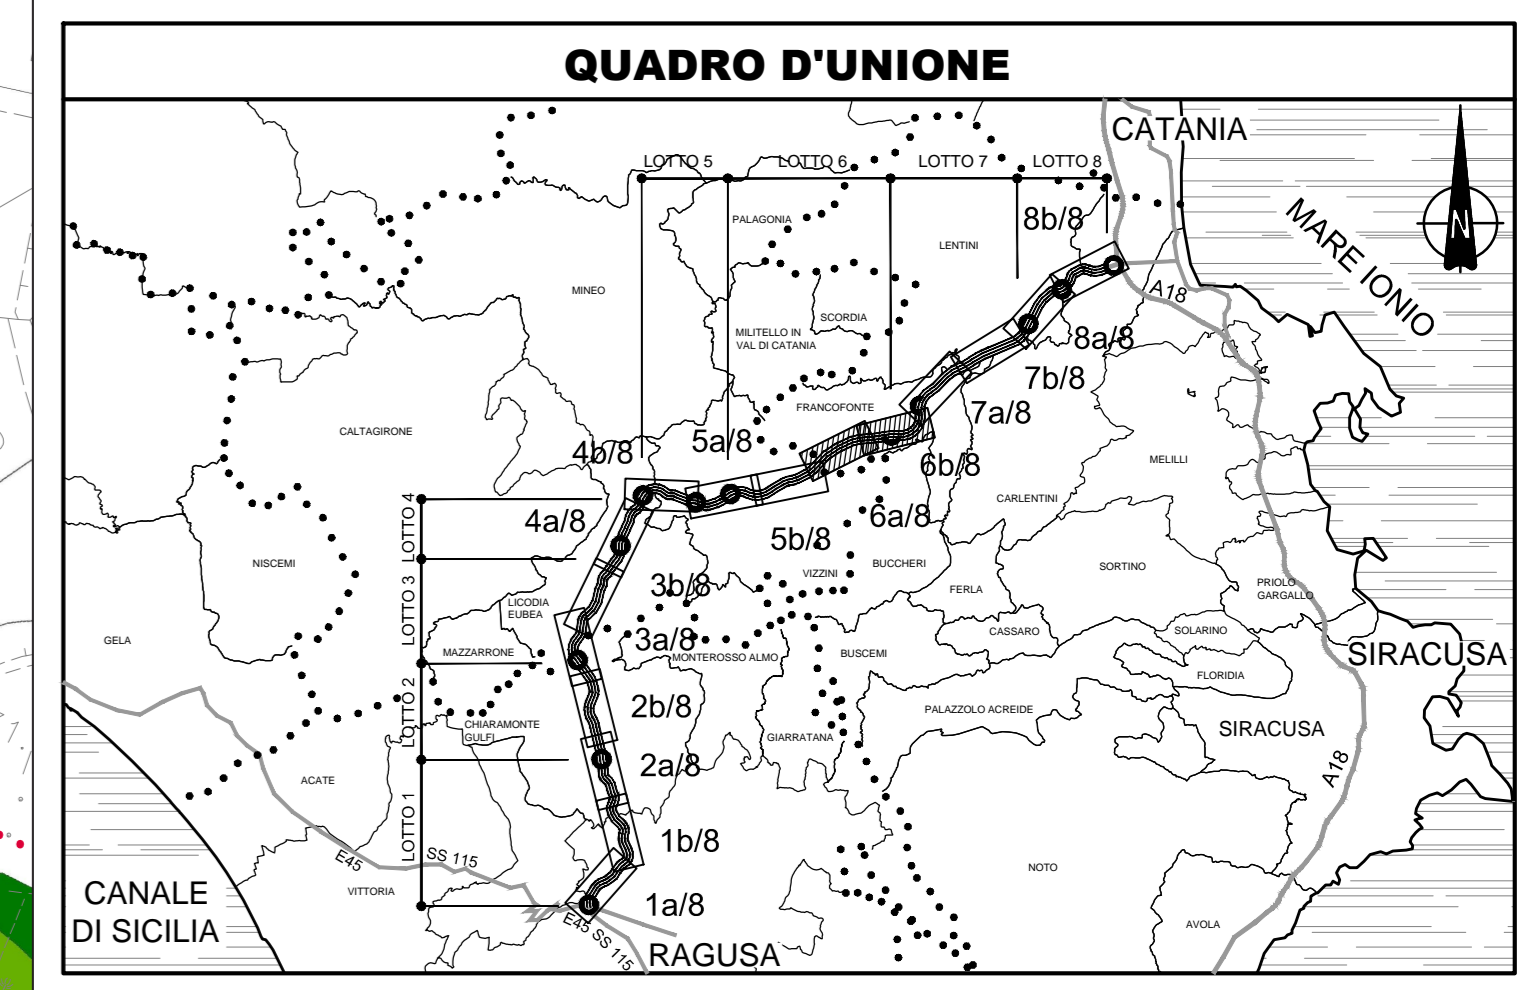 QUADRO D'UNIONE
CATANIA
LOTTO 5
LOTTO 6
LOTTO 7
LOTTO 8
PALAGONIA
8b/8
LENTINI
N
MARE IONIO
MINEO
A18
SCORDIA
MILITELLO IN
VAL DI CATANIA
8a/8
7b/8
FRANCOFONTE
7a/8
CALTAGIRONE
4b/8
5a/8
6b/8
MELILLI
CARLENTINI
LOTTO 4
4a/8
6a/8
5b/8
NISCEMI
VIZZINI
BUCCHERI
SORTINO
3b/8
FERLA
PRIOLO
GARGALLO
LOTTO 3
LICODIA
EUBEA
GELA
CASSARO
SOLARINO
3a/8
MAZZARRONE
MONTEROSSO ALMO
BUSCEMI
SIRACUSA
FLORIDIA
LOTTO 2
2b/8
PALAZZOLO ACREIDE
CHIARAMONTE
GULFI
GIARRATANA
SIRACUSA
2a/8
A18
ACATE
LOTTO 1
1b/8
E45
SS 115
NOTO
VITTORIA
CANALE
DI SICILIA
1a/8
E45 SS 115
AVOLA
RAGUSA